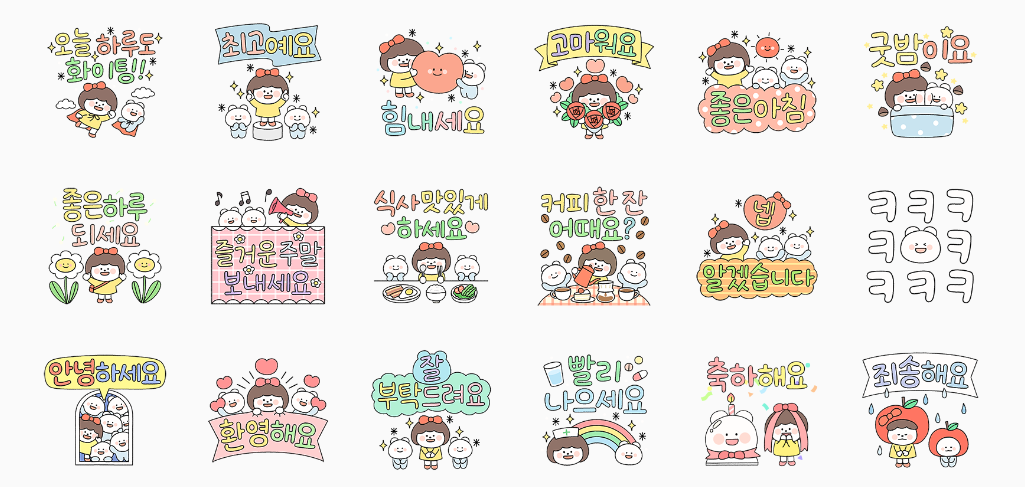 오늘 하루도
화이팅!!
최고예요
힘내세요
고마워요
좋은아침
굿밤이요
좋은하루
되세요
즐거운주말
보내세요
식사맛있게
하세요
커피 한 잔
어때요?
넵
알겠습니다
ㅋㅋㅋ
ㅋㅋ
ㅋㅋㅋ
안녕하세요
환영해요
잘
부탁드려요
빨리
나으세요
축하해요
죄송해요